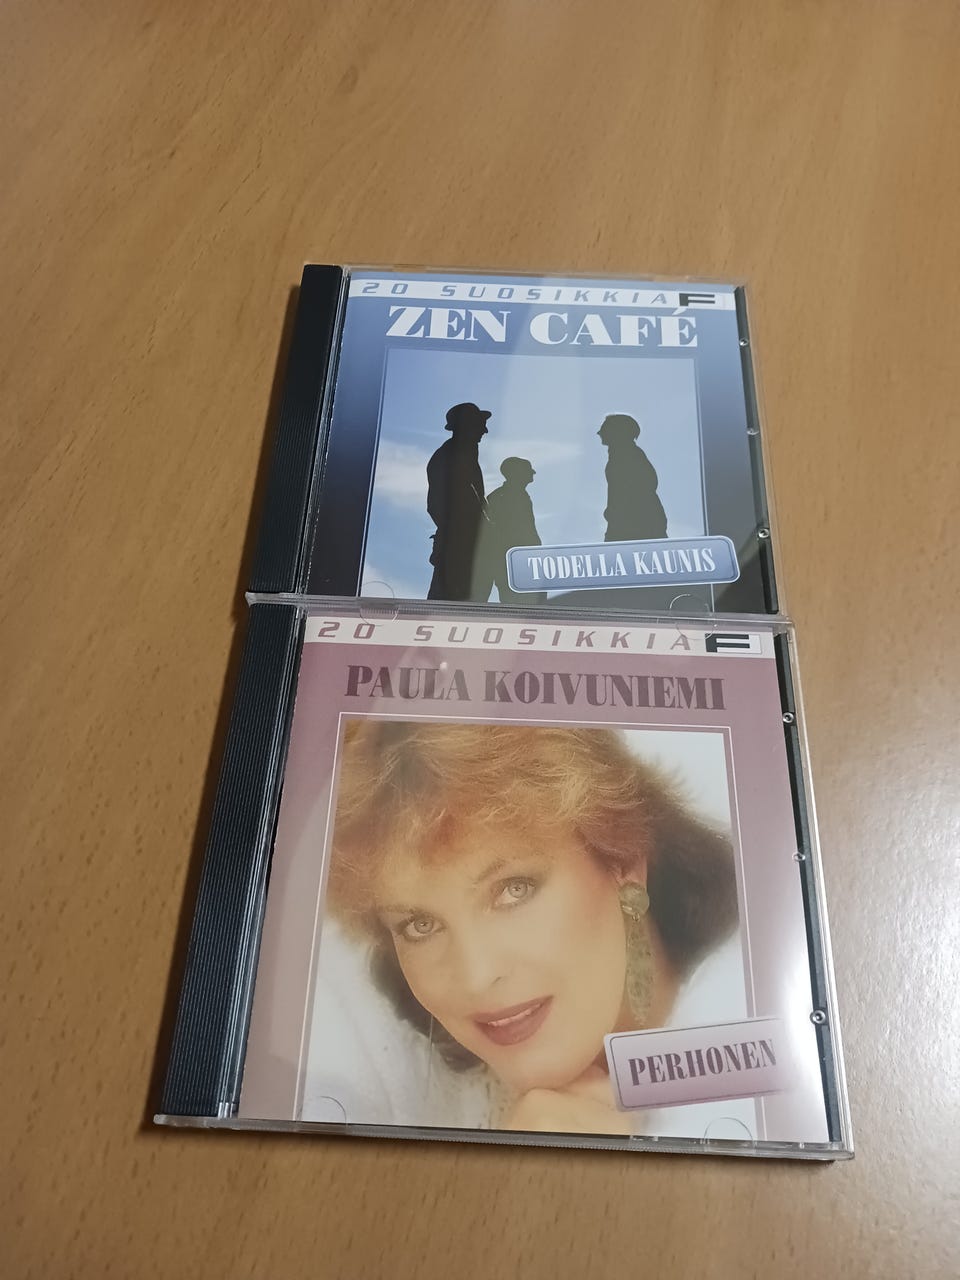 20 SUOSIKKIA F
ZEN CAFÉ
TODELLA KAUNIS
20 SUOSIKKIA F
PAULA KOIVUNIEMI
PERHONEN